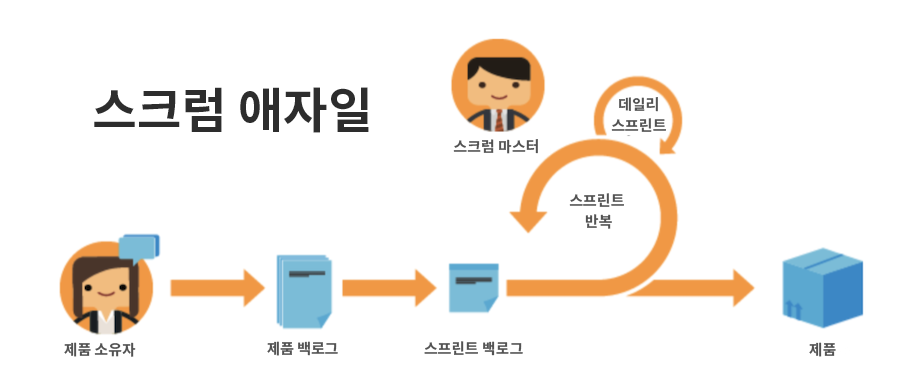 스크럼 애자일
스크럼 마스터
데일리
스프린트
스프린트
반복
제품 소유자
제품 백로그
스프린트 백로그
제품